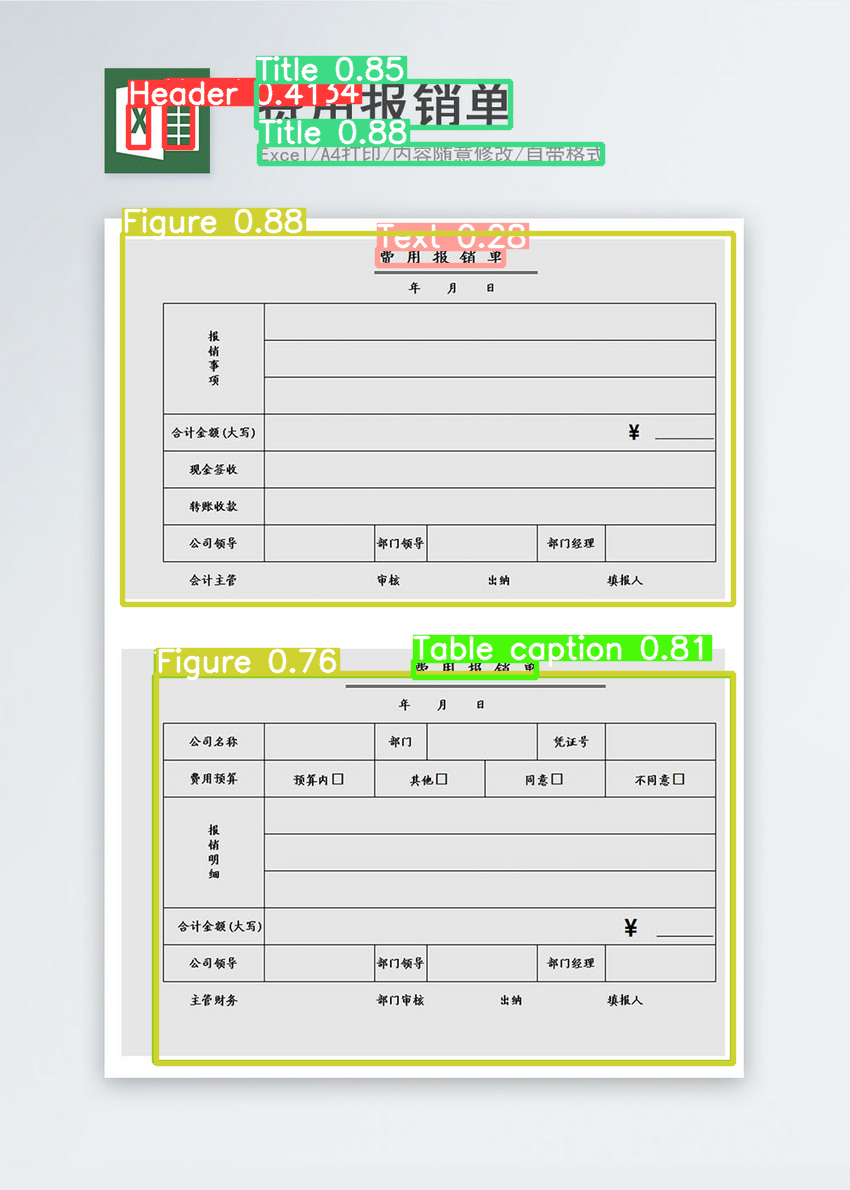 Title 0.85
Header 0.4134
费用报销单
Title 0.88
Excel/A4打印/内容随意修改/自带格式
Figure 0.88
Text 0.28
费用报销单
年 月 日
报销事项
合计金额(大写) ¥
现金签收
转账收款
公司领导 部门领导 部门经理
会计主管 审核 出纳 填报人
Figure 0.76
Table caption 0.81
费用报销单
年 月 日
公司名称 部门 凭证号
费用预算 预算内□ 其他□ 同意□ 不同意□
报销明细
合计金额(大写) ¥
公司领导 部门领导 部门经理
主管财务 部门审核 出纳 填报人